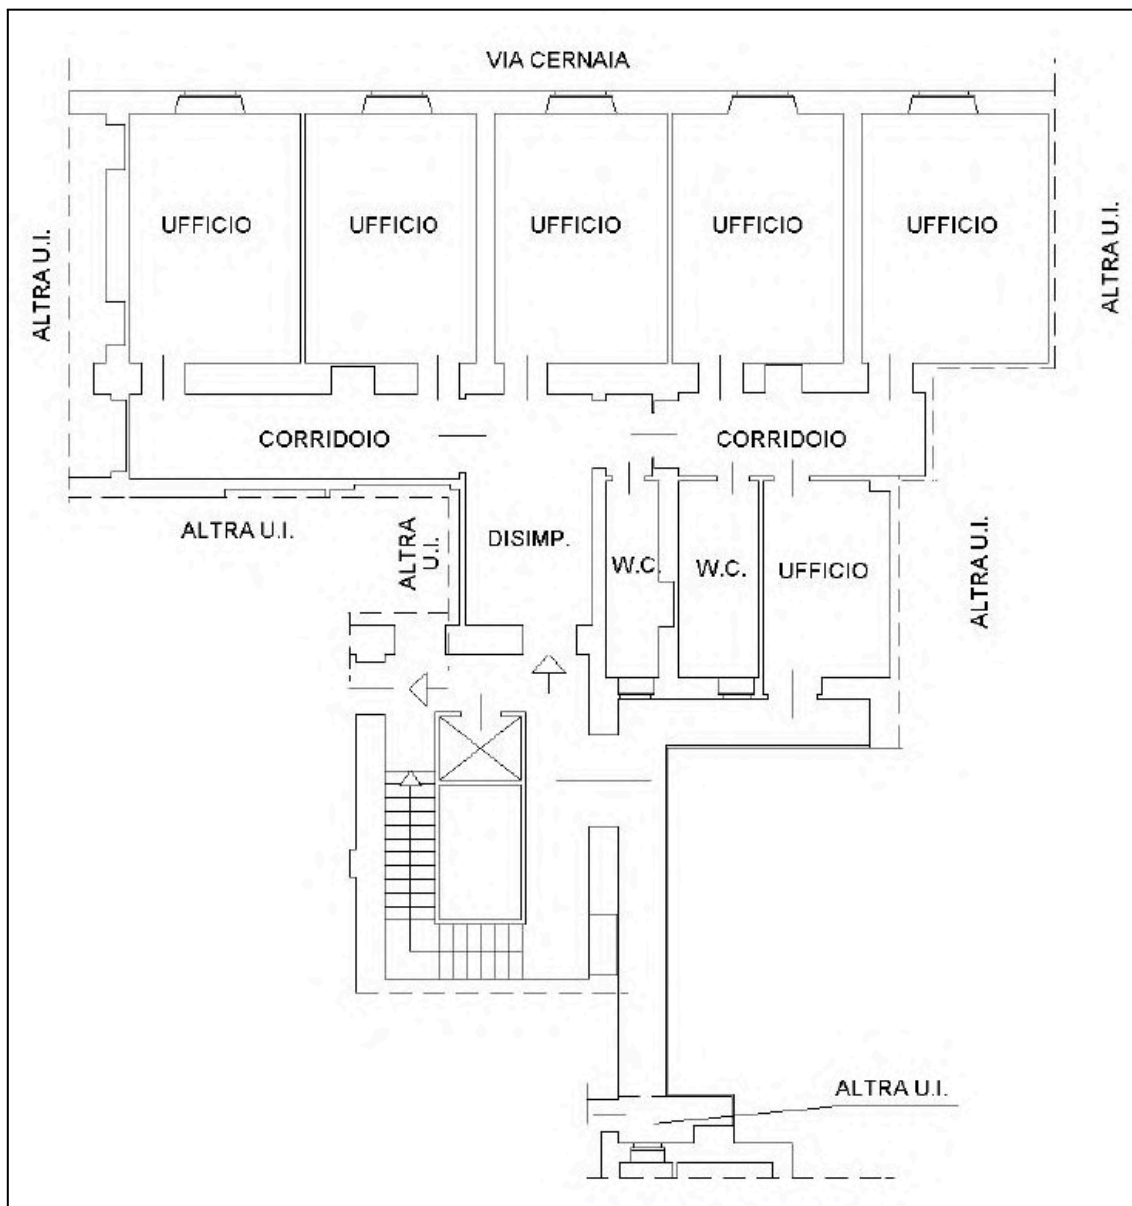 VIA CERNAIA
UFFICIO
UFFICIO
UFFICIO
UFFICIO
UFFICIO
ALTRA U.I.
ALTRA U.I.
CORRIDOIO
CORRIDOIO
ALTRA U.I.
ALTRA
U.I.
DISIMP.
W.C.
W.C.
UFFICIO
ALTRA U.I.
ALTRA U.I.